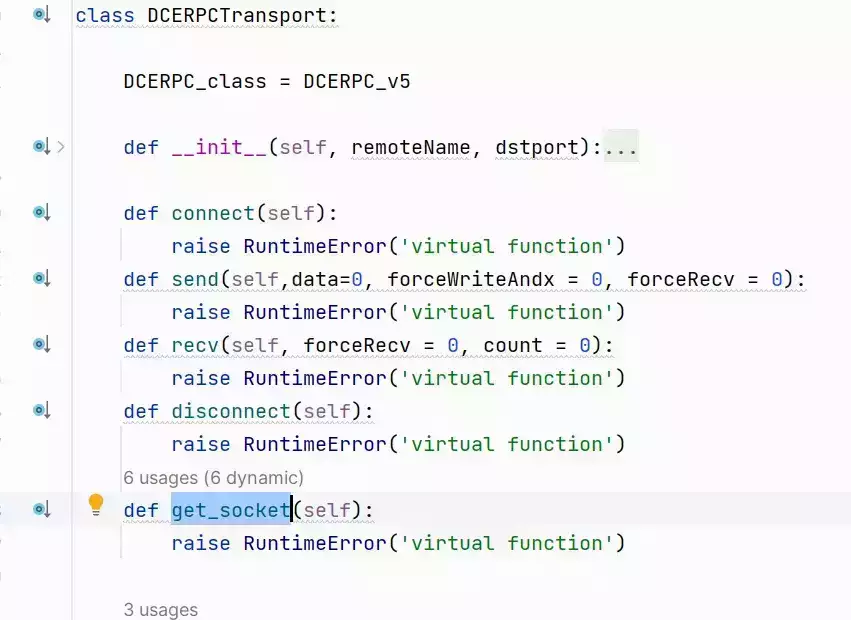 class DCERPCTransport:
DCERPC_class = DCERPC_v5
def __init__(self, remoteName, dstport):...
def connect(self):
raise RuntimeError('virtual function')
def send(self,data=0, forceWriteAndx = 0, forceRecv = 0):
raise RuntimeError('virtual function')
def recv(self, forceRecv = 0, count = 0):
raise RuntimeError('virtual function')
def disconnect(self):
raise RuntimeError('virtual function')
6 usages (6 dynamic)
def get_socket(self):
raise RuntimeError('virtual function')
3 usages